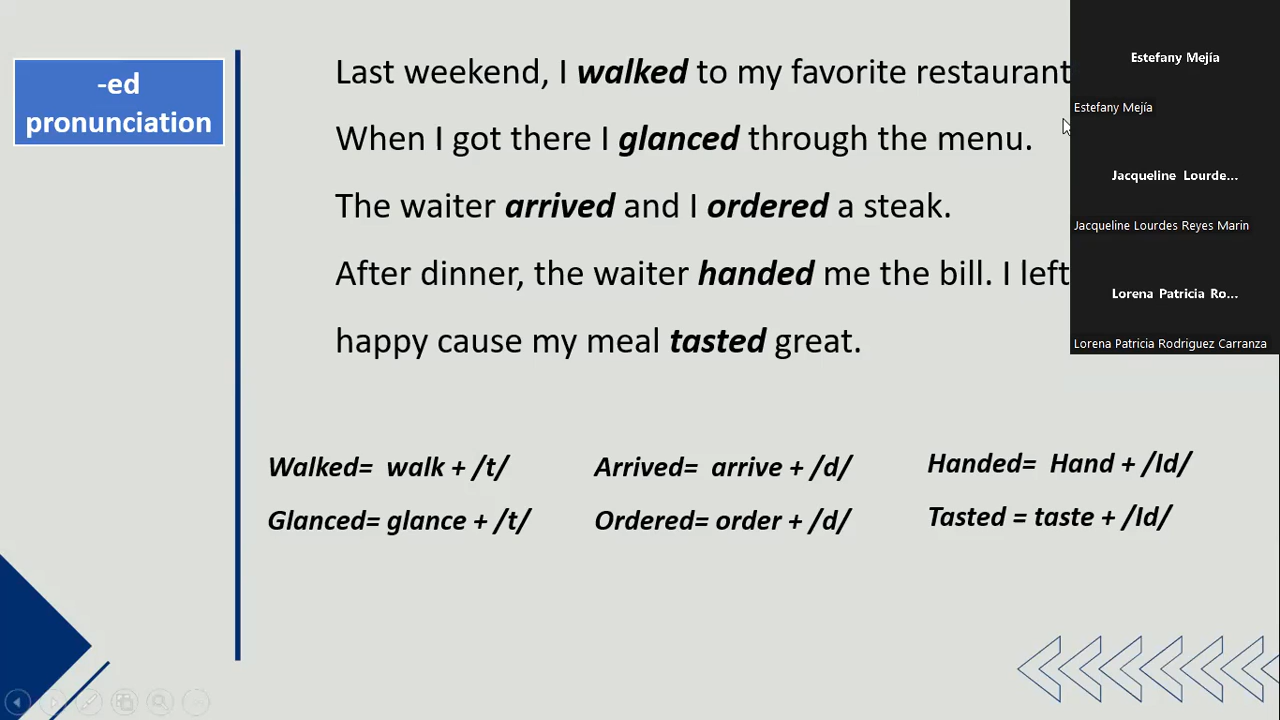 -ed
pronunciation
Last weekend, I walked to my favorite restaurant
When I got there I glanced through the menu.
The waiter arrived and I ordered a steak.
After dinner, the waiter handed me the bill. I left
happy cause my meal tasted great.
Walked= walk + /t/
Glanced= glance + /t/
Arrived= arrive + /d/
Ordered= order + /d/
Handed= Hand + /Id/
Tasted = taste + /Id/
Estefany Mejía
Estefany Mejía
Jacqueline Lourde...
Jacqueline Lourdes Reyes Marin
Lorena Patricia Ro...
Lorena Patricia Rodriguez Carranza